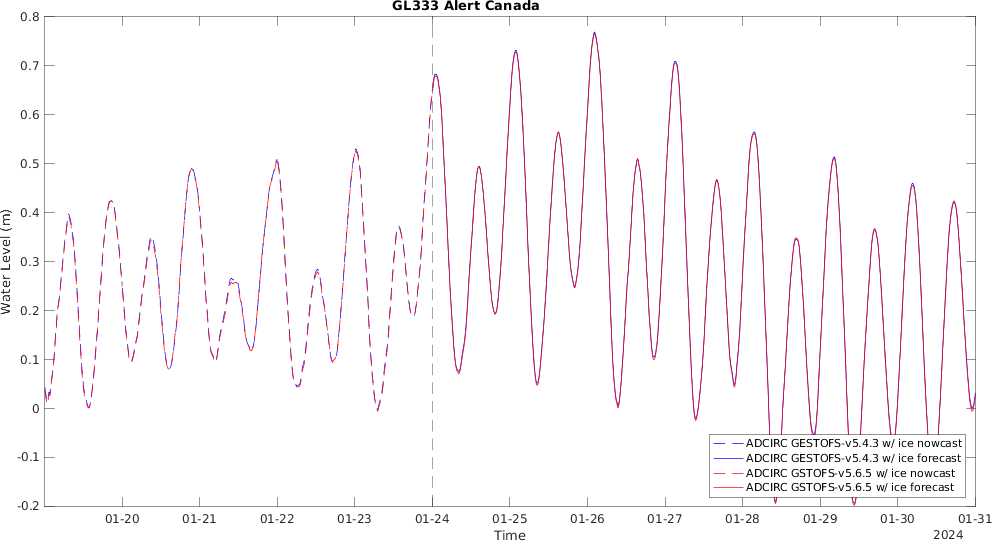 GL333 Alert Canada
0.8
0.7
0.6
0.5
0.4
0.3
0.2
0.1
0
-0.1
-0.2
Water Level (m)
ADCIRC GESTOFS-v5.4.3 w/ ice nowcast
ADCIRC GESTOFS-v5.4.3 w/ ice forecast
ADCIRC GSTOFS-v5.6.5 w/ ice nowcast
ADCIRC GSTOFS-v5.6.5 w/ ice forecast
01-20 01-21 01-22 01-23 01-24 01-25 01-26 01-27 01-28 01-29 01-30 01-31
Time
2024